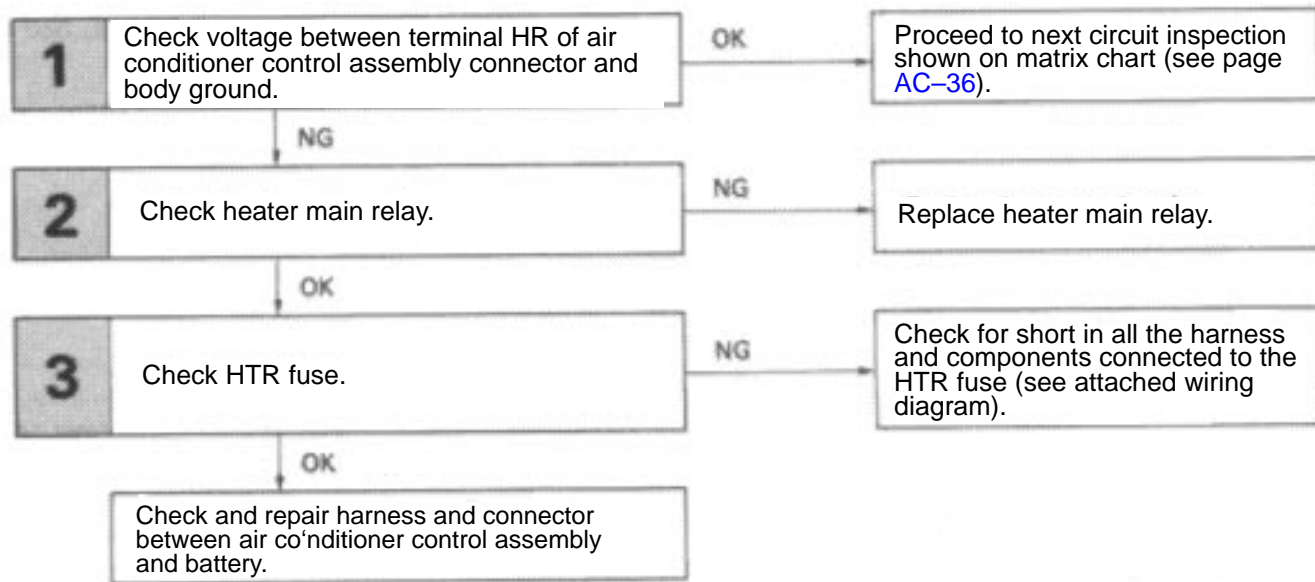 1
Check voltage between terminal HR of air
conditioner control assembly connector and
body ground.
OK
Proceed to next circuit inspection
shown on matrix chart (see page
AC–36).
NG
2
Check heater main relay.
NG
Replace heater main relay.
OK
3
Check HTR fuse.
NG
Check for short in all the harness
and components connected to the
HTR fuse (see attached wiring
diagram).
OK
Check and repair harness and connector
between air co‘nditioner control assembly
and battery.